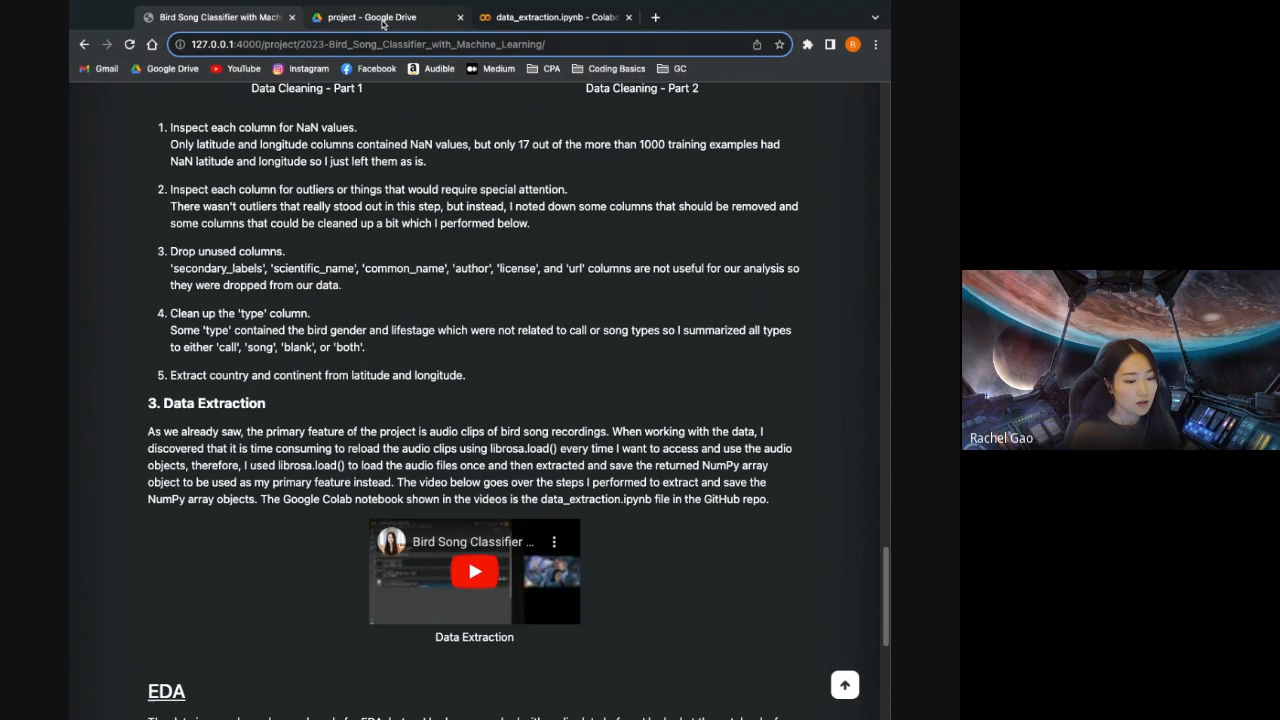 Bird Song Classifier with Mach
project - Google Drive
data_extraction.ipynb - Colabo
127.0.0.1:4000/project/2023-Bird_Song_Classifier_with_Machine_Learning/
R
Gmail
Google Drive
YouTube
Instagram
Facebook
Audible
Medium
CPA
Coding Basics
GC
Data Cleaning - Part 1
Data Cleaning - Part 2
1. Inspect each column for NaN values.
Only latitude and longitude columns contained NaN values, but only 17 out of the more than 1000 training examples had
NaN latitude and longitude so I just left them as is.
2. Inspect each column for outliers or things that would require special attention.
There wasn't outliers that really stood out in this step, but instead, I noted down some columns that should be removed and
some columns that could be cleaned up a bit which I performed below.
3. Drop unused columns.
'secondary_labels', 'scientific_name', 'common_name', 'author', 'license', and 'url' columns are not useful for our analysis so
they were dropped from our data.
4. Clean up the 'type' column.
Some 'type' contained the bird gender and lifestage which were not related to call or song types so I summarized all types
to either 'call', 'song', 'blank', or 'both'.
5. Extract country and continent from latitude and longitude.
3. Data Extraction
As we already saw, the primary feature of the project is audio clips of bird song recordings. When working with the data, I
discovered that it is time consuming to reload the audio clips using librosa.load() every time I want to access and use the audio
objects, therefore, I used librosa.load() to load the audio files once and then extracted and save the returned NumPy array
object to be used as my primary feature instead. The video below goes over the steps I performed to extract and save the
NumPy array objects. The Google Colab notebook shown in the videos is the data_extraction.ipynb file in the GitHub repo.
Bird Song Classifier ...
Data Extraction
EDA
Rachel Gao